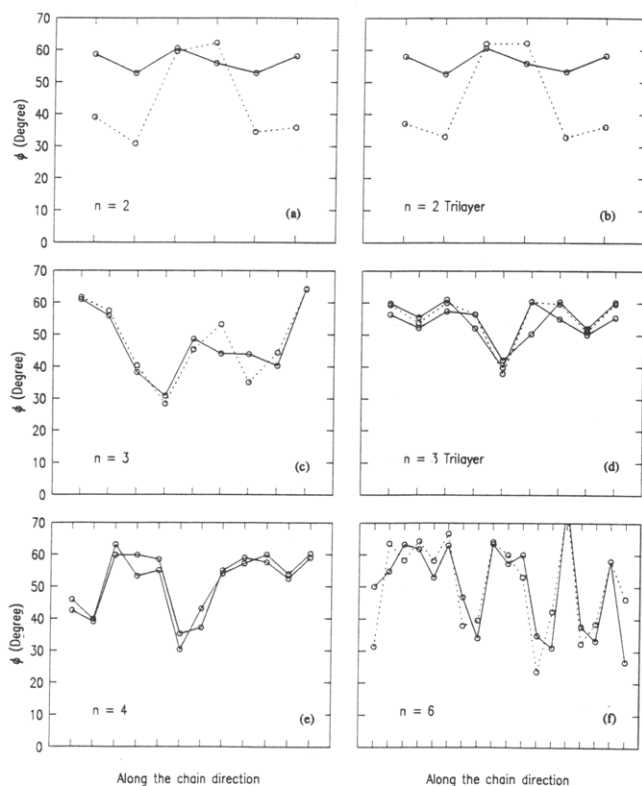 70
60
50
40
30
20
10
0
φ (Degree)
n = 2
(a)
n = 2 Trilayer
(b)
70
60
50
40
30
20
10
0
φ (Degree)
n = 3
(c)
n = 3 Trilayer
(d)
70
60
50
40
30
20
10
0
φ (Degree)
n = 4
(e)
n = 6
(f)
Along the chain direction
Along the chain direction